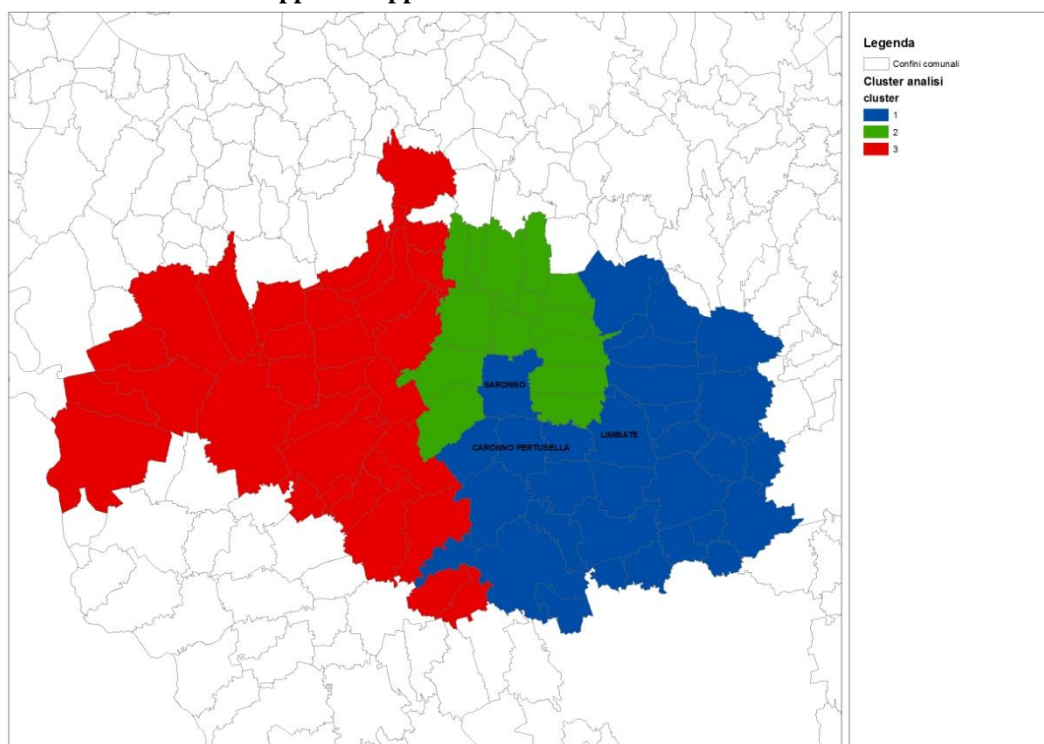 Legenda
Confini comunali
Cluster analisi
cluster
1
2
3
SARONNO
CARONNO PERTUSELLA
LIMBIATE